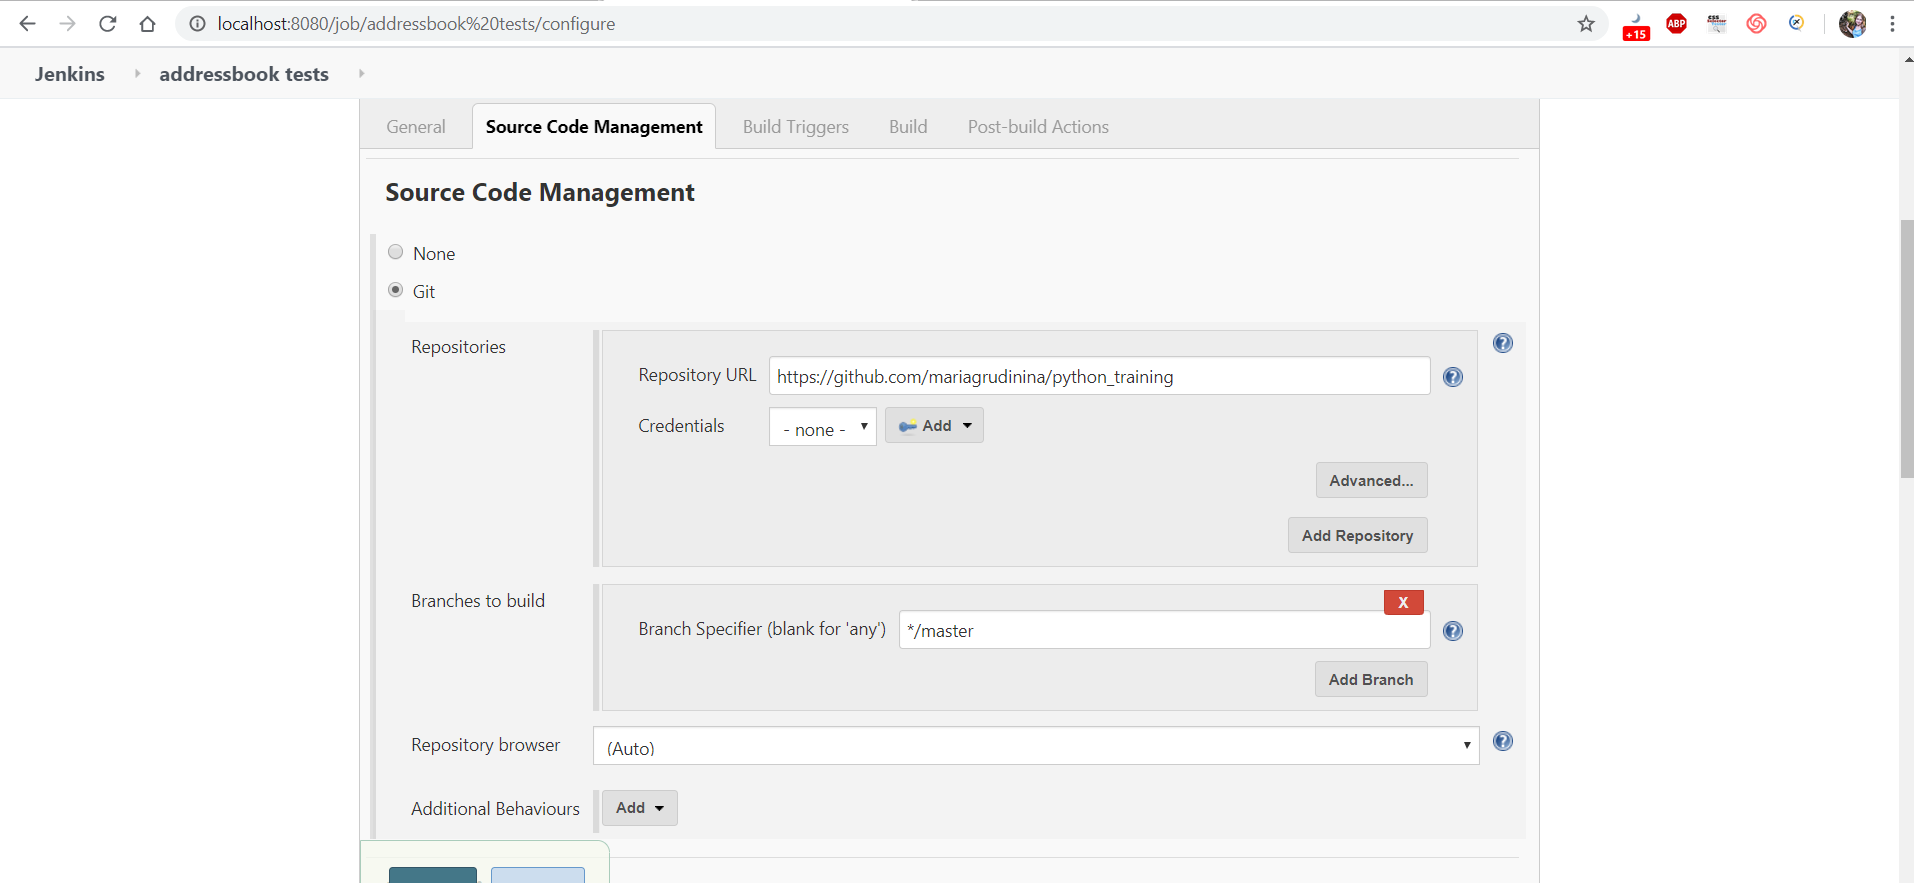 localhost:8080/job/addressbook%20tests/configure
+15
ABP
css
Jenkins
addressbook tests
General
Source Code Management
Build Triggers
Build
Post-build Actions
Source Code Management
None
Git
Repositories
Repository URL
https://github.com/mariagrudinina/python_training
Credentials
- none -
Add
Advanced...
Add Repository
Branches to build
X
Branch Specifier (blank for 'any')
*/master
Add Branch
Repository browser
(Auto)
Additional Behaviours
Add